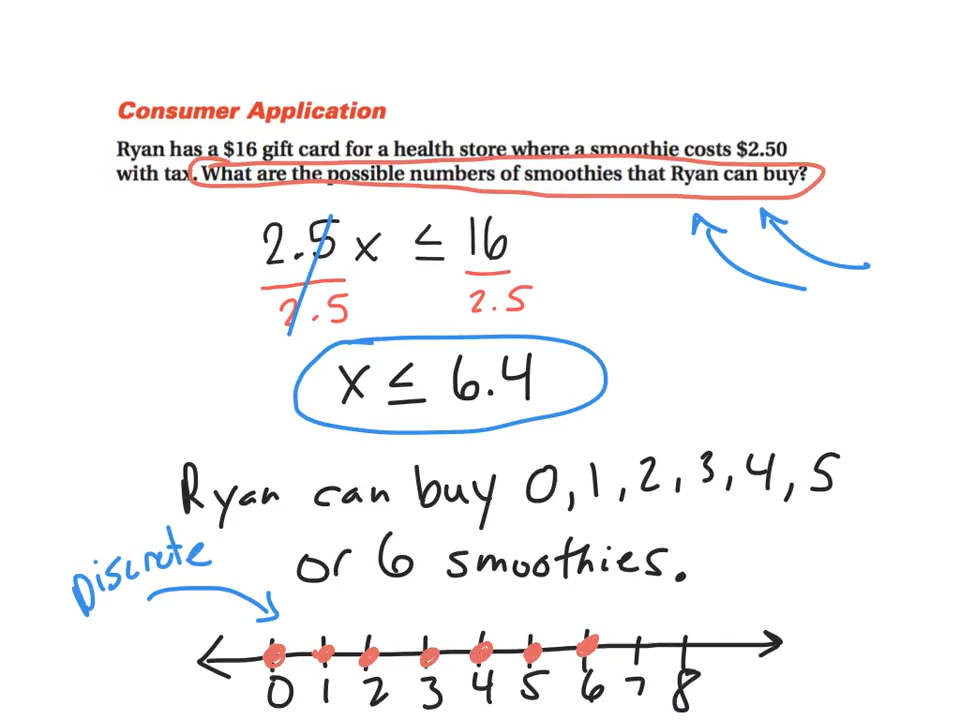 Consumer Application
Ryan has a $16 gift card for a health store where a smoothie costs $2.50
with tax. What are the possible numbers of smoothies that Ryan can buy?
2.5x ≤ 16
2.5 2.5
x ≤ 6.4
Ryan can buy 0, 1, 2, 3, 4, 5
or 6 smoothies.
Discrete
0 1 2 3 4 5 6 7 8